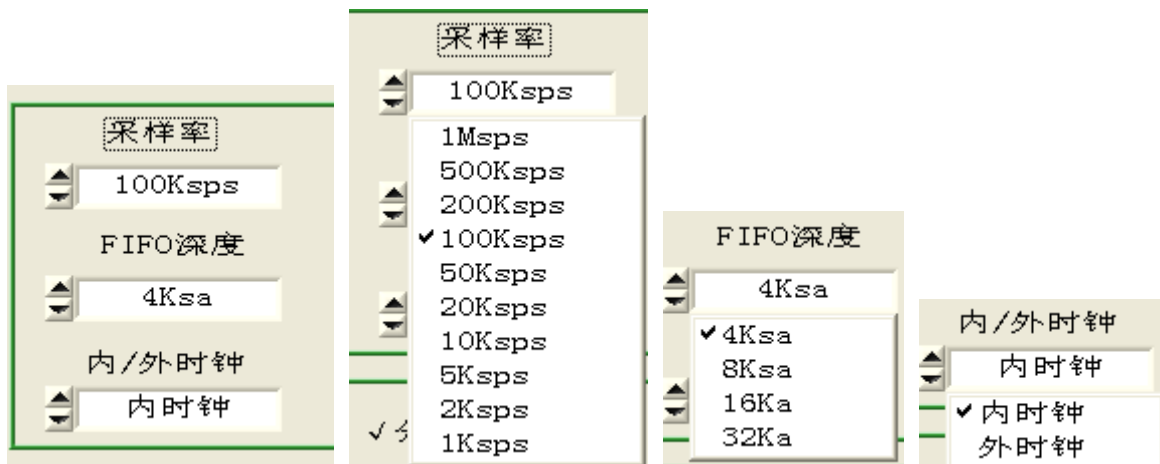 采样率
100Ksps
FIFO深度
4Ksa
内/外时钟
内时钟
采样率
100Ksps
1Msps
500Ksps
200Ksps
✓100Ksps
50Ksps
20Ksps
10Ksps
5Ksps
2Ksps
1Ksps
FIFO深度
4Ksa
✓4Ksa
8Ksa
16Ka
32Ka
内/外时钟
内时钟
✓内时钟
外时钟